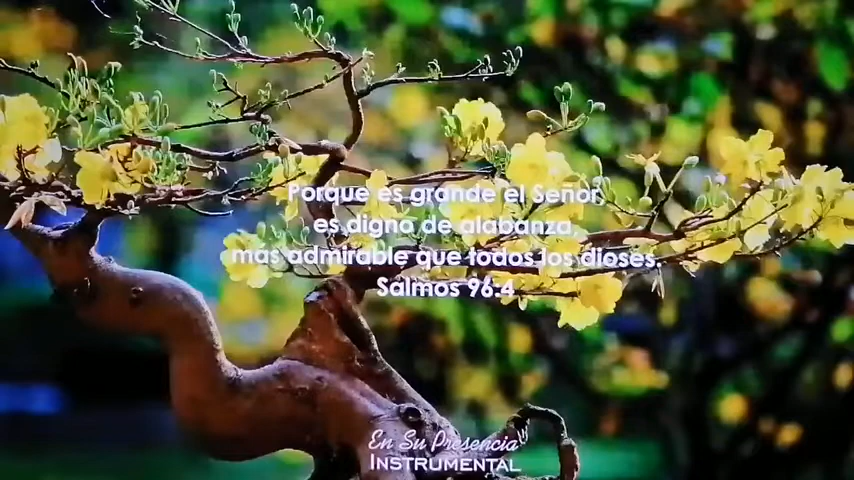 Porque es grande el Señor
es digno de alabanza
mas admirable que todos los dioses.
Salmos 96:4
En Su Presencia
INSTRUMENTAL